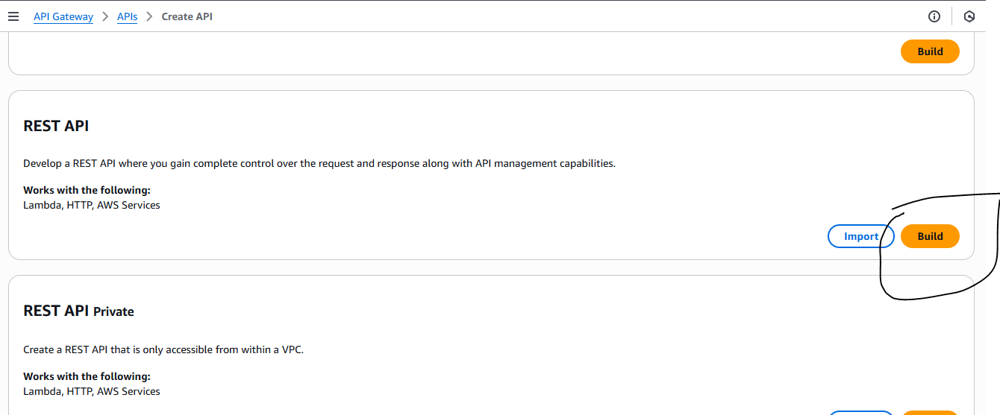 API Gateway > APIs > Create API
Build
REST API
Develop a REST API where you gain complete control over the request and response along with API management capabilities.
Works with the following:
Lambda, HTTP, AWS Services
Import Build
REST API Private
Create a REST API that is only accessible from within a VPC.
Works with the following:
Lambda, HTTP, AWS Services